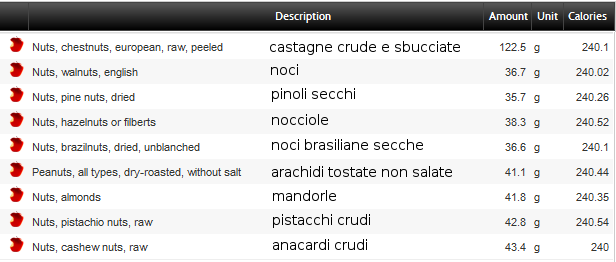 Description Amount Unit Calories
Nuts, chestnuts, european, raw, peeled castagne crude e sbucciate 122.5 g 240.1
Nuts, walnuts, english noci 36.7 g 240.02
Nuts, pine nuts, dried pinoli secchi 35.7 g 240.26
Nuts, hazelnuts or filberts nocciole 38.3 g 240.52
Nuts, brazilnuts, dried, unblanched noci brasiliane secche 36.6 g 240.1
Peanuts, all types, dry-roasted, without salt arachidi tostate non salate 41.1 g 240.44
Nuts, almonds mandorle 41.8 g 240.35
Nuts, pistachio nuts, raw pistacchi crudi 42.8 g 240.54
Nuts, cashew nuts, raw anacardi crudi 43.4 g 240